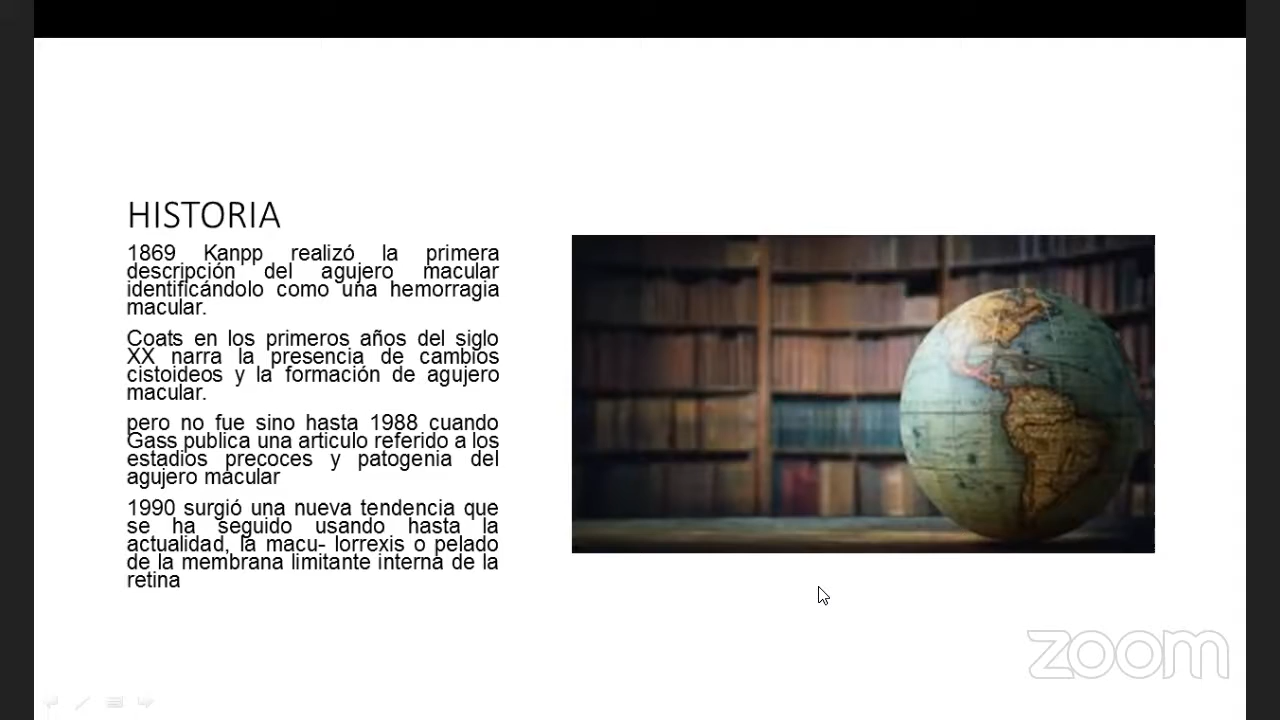 HISTORIA
1869 Kanpp realizó la primera
descripción del agujero macular
identificándolo como una hemorragia
macular.
Coats en los primeros años del siglo
XX narra la presencia de cambios
cistoideos y la formación de agujero
macular.
pero no fue sino hasta 1988 cuando
Gass publica una articulo referido a los
estadios precoces y patogenia del
agujero macular
1990 surgió una nueva tendencia que
se ha seguido usando hasta la
actualidad, la macu- lorrexis o pelado
de la membrana limitante interna de la
retina
zoom